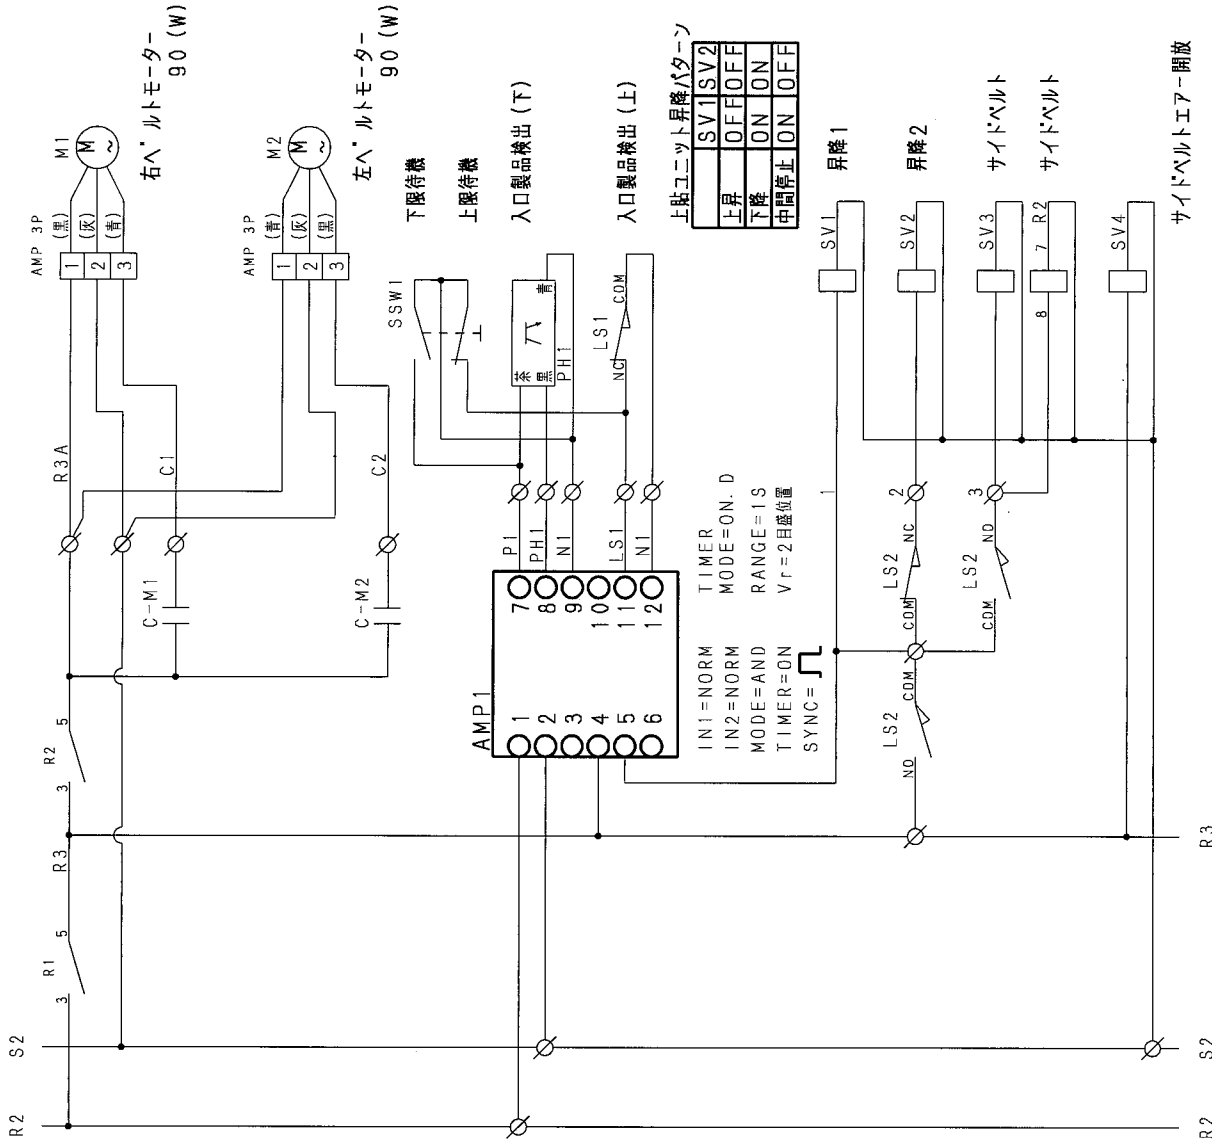 R2
S2
3
R1
5
R3
3
R2
5
R3A
AMP 3P
1
2
3
(黒)
(灰)
(青)
M1
M
~
右ベルトモーター
90 (W)
C-M1
C1
AMP 3P
1
2
3
(青)
(灰)
(黒)
M2
M
~
左ベルトモーター
90 (W)
C-M2
C2
SSW1
下限待機
上限待機
AMP1
1
2
3
4
5
6
7
8
9
10
11
12
P1
PH1
N1
LS1
N1
茶
黒
青
PH1
入口製品検出 (下)
LS1
NC
COM
入口製品検出 (上)
IN1=NORM
IN2=NORM
MODE=AND
TIMER=ON
SYNC=
TIMER
MODE=ON.D
RANGE=1S
Vr=2目盛位置
上貼ユニット昇降パターン
SV1 SV2
上昇 OFF OFF
下降 ON ON
中間停止 ON OFF
1
SV1
昇降1
NO
LS2
COM
COM
LS2
NC
2
SV2
昇降2
COM
LS2
NO
3
SV3
サイドベルト
8
7
R2
サイドベルト
SV4
サイドベルトエアー開放
R3
S2
R2